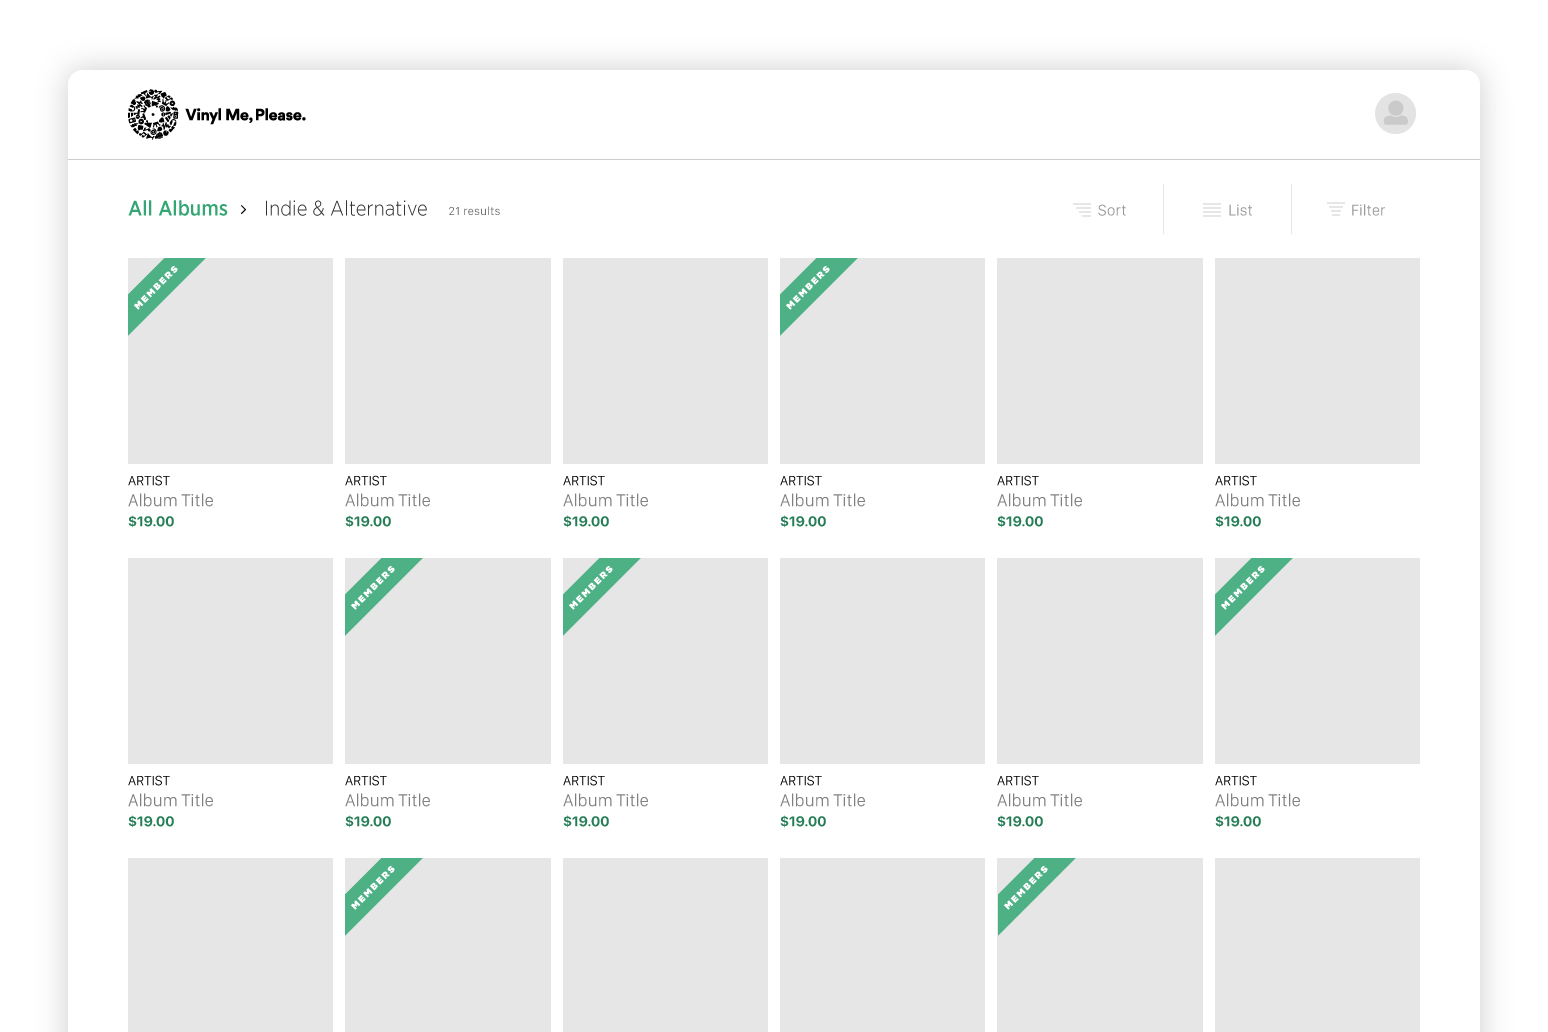 Vinyl Me, Please.
All Albums > Indie & Alternative 21 results Sort List Filter
MEMBERS MEMBERS
ARTIST ARTIST ARTIST ARTIST ARTIST ARTIST
Album Title Album Title Album Title Album Title Album Title Album Title
$19.00 $19.00 $19.00 $19.00 $19.00 $19.00
MEMBERS MEMBERS MEMBERS
ARTIST ARTIST ARTIST ARTIST ARTIST ARTIST
Album Title Album Title Album Title Album Title Album Title Album Title
$19.00 $19.00 $19.00 $19.00 $19.00 $19.00
MEMBERS MEMBERS